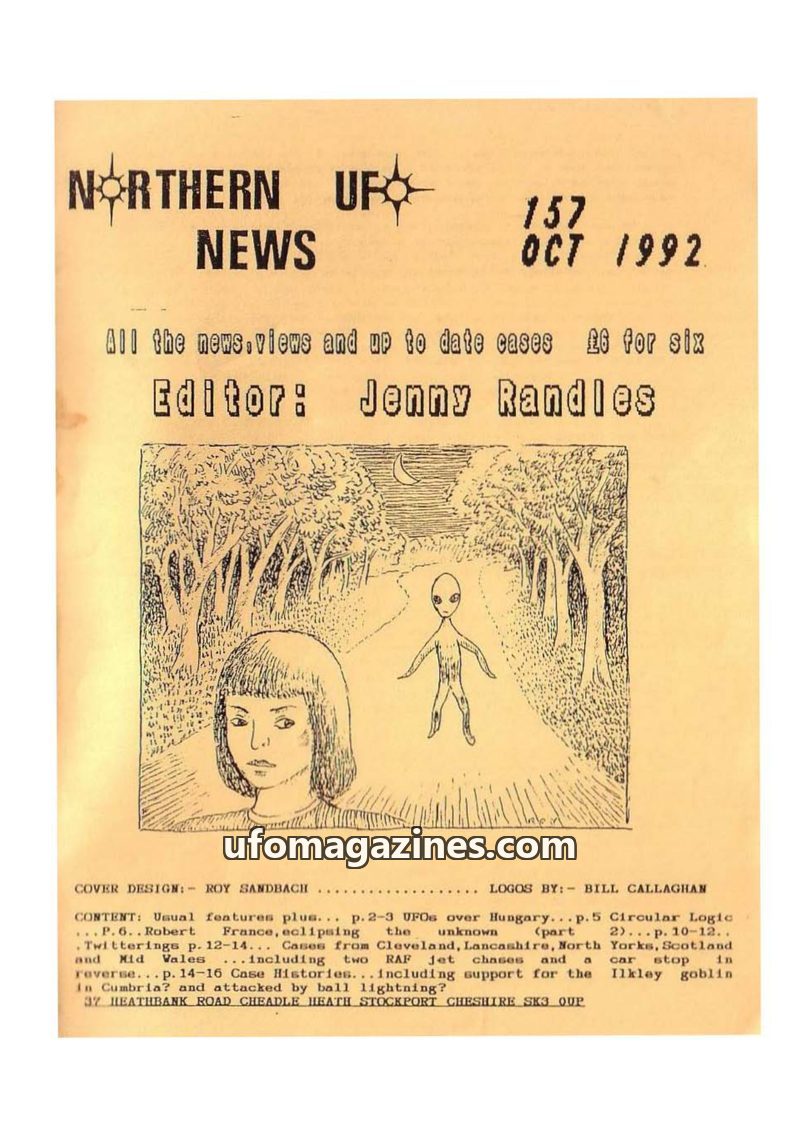 NORTHERN UFO
NEWS
157
OCT 1992
All the news,views and up to date cases £6 for six
Editor: Jenny Randles
ufomagazines.com
COVER DESIGN:- ROY SANDBACH ................... LOGOS BY:- BILL CALLAGHAN
CONTENT: Usual features plus... p.2-3 UFOs over Hungary...p.5 Circular Logic
...P.6..Robert France,eclipsing the unknown (part 2)...p.10-12..
.Twitterings p.12-14... Cases from Cleveland,Lancashire,North Yorks,Scotland
and Mid Wales ...including two RAF jet chases and a car stop in
reverse...p.14-16 Case Histories...including support for the Ilkley goblin
in Cumbria? and attacked by ball lightning?
37 HEATHBANK ROAD CHEADLE HEATH STOCKPORT CHESHIRE SK3 0UP